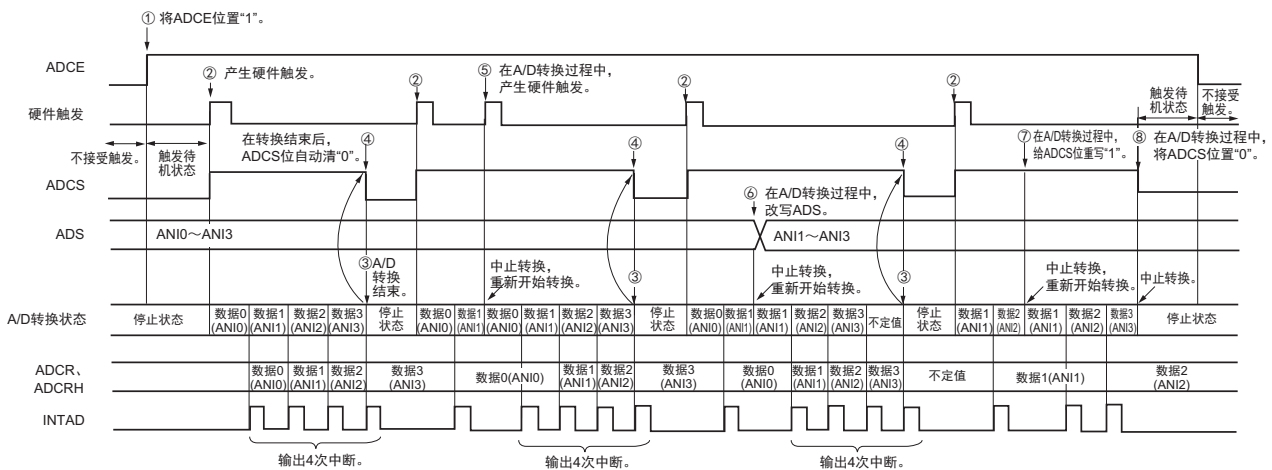 ① 将ADCE位置“1”。
ADCE
② 产生硬件触发。
②
⑤ 在A/D转换过程中，
产生硬件触发。
②
②
硬件触发
触发待
机状态
不接受
触发。
不接受触发。
触发待
机状态
在转换结束后，
ADCS位自动清“0”。
④
④
④
⑦ 在A/D转换过程中，
给ADCS位重写“1”。
⑧ 在A/D转换过程中，
将ADCS位置“0”。
ADCS
⑥ 在A/D转换过程中，
改写ADS。
ADS
ANI0～ANI3
ANI1～ANI3
③A/D
转换
结束。
中止转换，
重新开始转换。
③
中止转换，
重新开始转换。
③
中止转换，
重新开始转换。
中止转换。
A/D转换状态
停止状态
数据0 数据1 数据2 数据3
(ANI0) (ANI1) (ANI2) (ANI3)
停止
状态
数据0 数据1 数据0 数据1 数据2 数据3
(ANI0) (ANI1) (ANI0) (ANI1) (ANI2) (ANI3)
停止
状态
数据0 数据1 数据1 数据2 数据3 不定值
(ANI0) (ANI1) (ANI1) (ANI2) (ANI3)
停止
状态
数据1 数据2 数据1 数据2 数据3
(ANI1) (ANI2) (ANI1) (ANI2) (ANI3)
停止状态
ADCR、
ADCRH
数据0 数据1 数据2
(ANI0) (ANI1) (ANI2)
数据3
(ANI3)
数据0(ANI0)
数据1 数据2
(ANI1) (ANI2)
数据3
(ANI3)
数据0
(ANI0)
数据1 数据2 数据3
(ANI1) (ANI2) (ANI3)
不定值
数据1(ANI1)
数据2
(ANI2)
INTAD
输出4次中断。
输出4次中断。
输出4次中断。